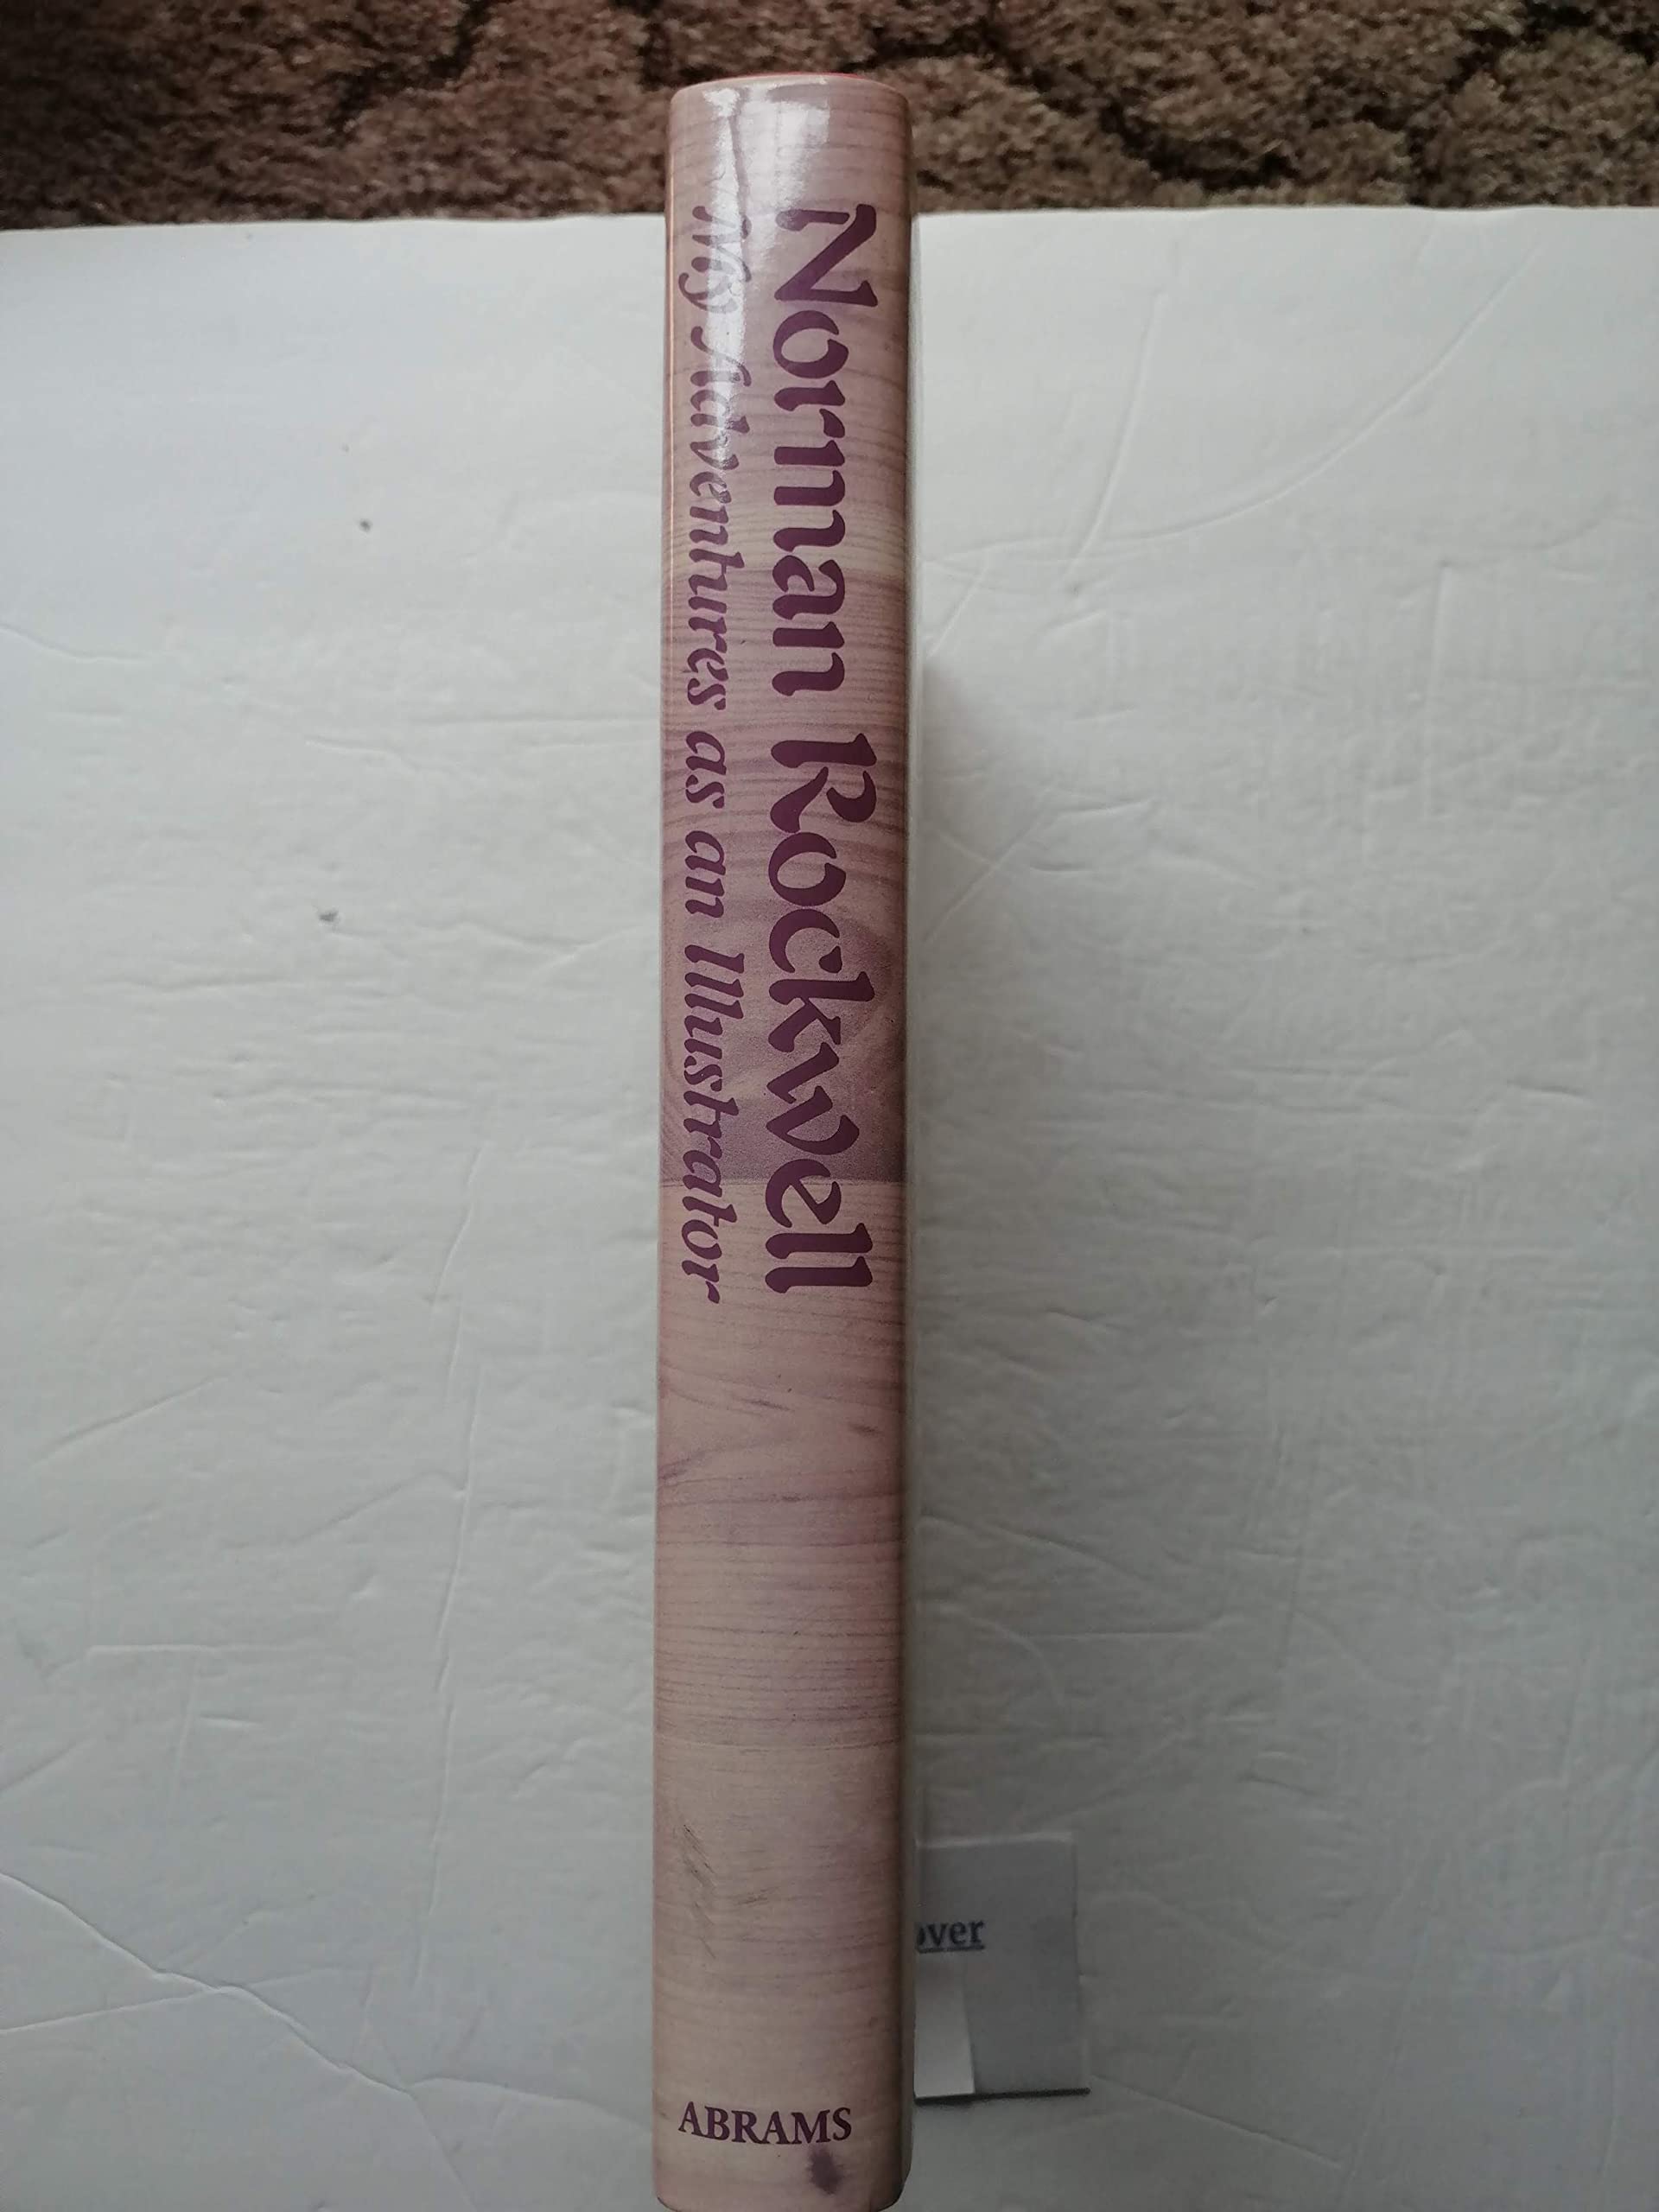 Norman Rockwell
My Adventures as an Illustrator
ABRAMS
over